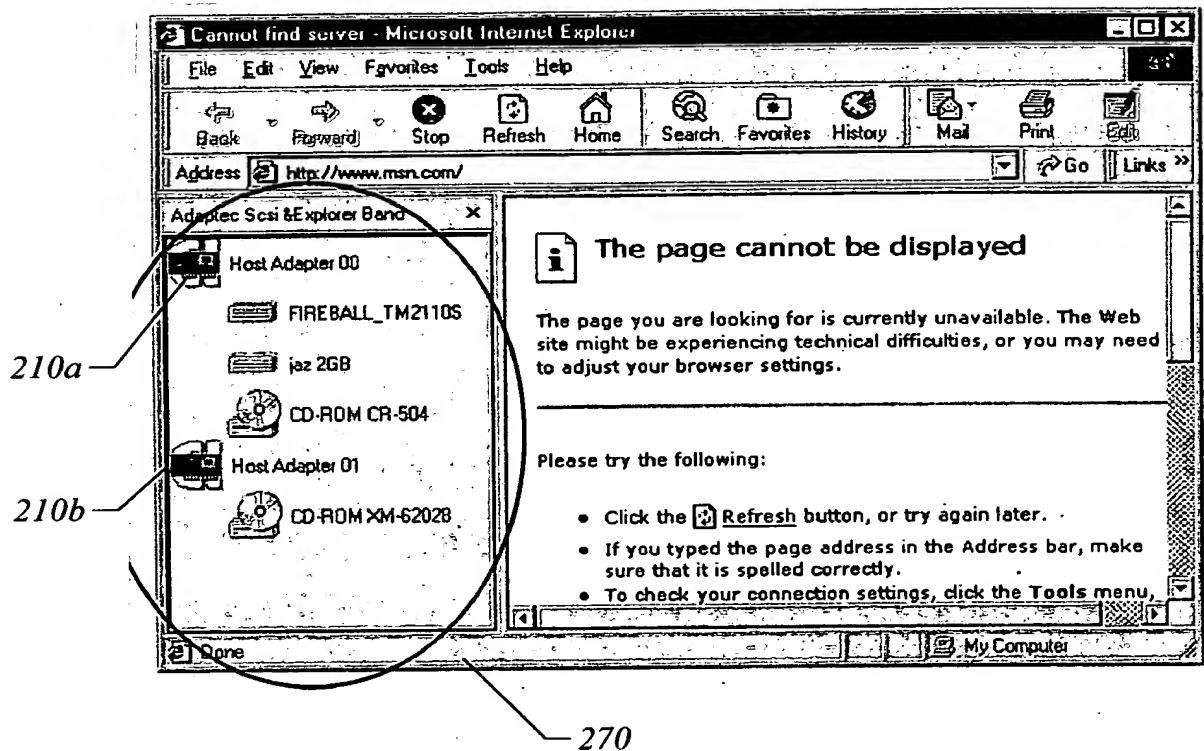 Cannot find server - Microsoft Internet Explorer
File Edit View Favorites Tools Help
Back Forward Stop Refresh Home Search Favorites History Mail Print Edit
Address http://www.msn.com/ Go Links »
Adaptec Scsi &Explorer Band ×
Host Adapter 00
FIREBALL_TM2110S
jaz 2GB
CD-ROM CR-504
Host Adapter 01
CD-ROM XM-6202B
210a
210b
The page cannot be displayed
The page you are looking for is currently unavailable. The Web
site might be experiencing technical difficulties, or you may need
to adjust your browser settings.
Please try the following:
• Click the Refresh button, or try again later.
• If you typed the page address in the Address bar, make
sure that it is spelled correctly.
• To check your connection settings, click the Tools menu,
Done My Computer
270